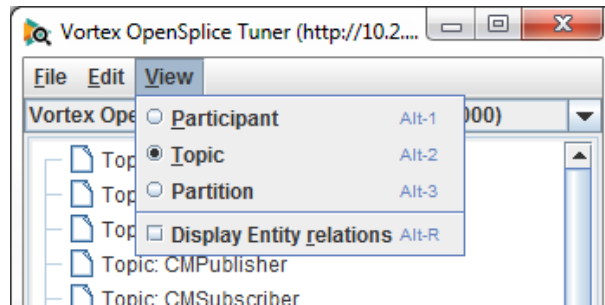 Vortex OpenSplice Tuner (http://10.2....
File Edit View
Vortex Ope 000)
Participant Alt-1
Topic Alt-2
Partition Alt-3
Display Entity relations Alt-R
Top
Top
Top
Top
Topic: CMPublisher
Topic: CMSubscriber